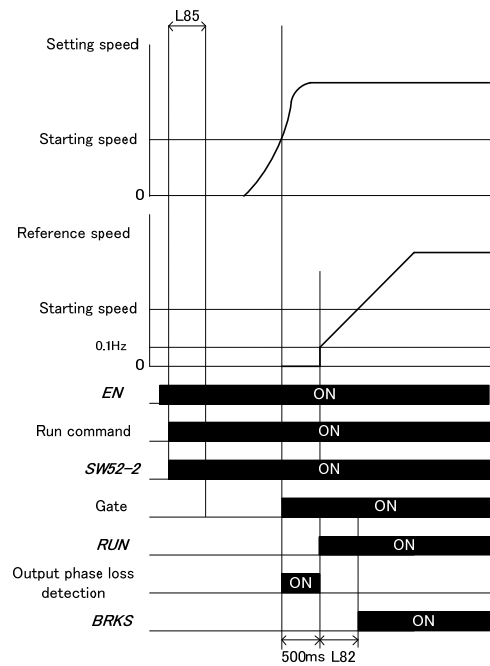 L85
Setting speed
Starting speed
0
Reference speed
Starting speed
0.1Hz
0
EN
ON
Run command
ON
SW52-2
ON
Gate
ON
RUN
ON
Output phase loss
detection
ON
BRKS
ON
500ms
L82